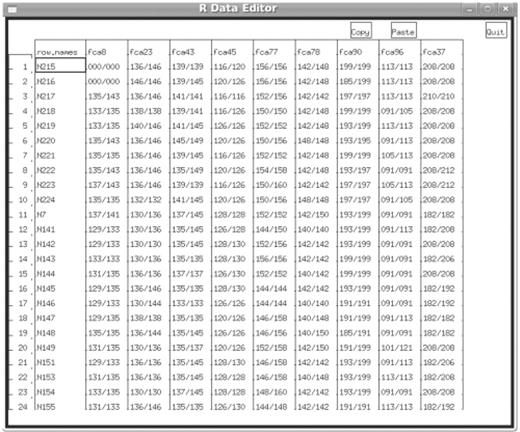 R Data Editor
Copy Paste Quit
row.names fca8 fca23 fca43 fca45 fca77 fca78 fca90 fca96 fca37
1 N215 000/000 136/146 139/139 116/120 156/156 142/148 199/199 113/113 208/208
2 N216 000/000 146/146 139/145 120/126 156/156 142/148 185/199 113/113 208/208
3 N217 135/143 136/146 141/141 116/116 152/156 142/142 197/197 113/113 210/210
4 N218 133/135 138/138 139/141 116/126 150/150 142/148 199/199 091/105 208/208
5 N219 133/135 140/146 141/145 126/126 152/152 142/148 193/199 113/113 208/208
6 N220 135/143 136/146 139/149 120/126 150/150 142/148 193/195 113/113 208/208
7 N221 135/135 136/146 139/145 116/126 152/152 142/148 199/199 105/113 208/208
8 N222 135/143 136/146 139/145 120/126 154/158 142/148 193/197 091/091 208/212
9 N223 137/143 136/146 139/139 116/126 150/160 142/142 197/197 105/113 208/212
10 N224 135/135 132/132 141/145 120/126 150/156 142/148 197/197 113/113 208/208
11 N7 137/141 130/136 137/145 128/128 152/152 142/150 193/199 091/091 182/182
12 N141 129/133 130/136 135/145 126/128 144/150 140/140 193/199 091/113 208/208
13 N142 129/133 130/130 135/145 128/130 152/156 142/142 193/199 091/091 208/208
14 N143 133/133 136/136 135/145 128/130 156/156 142/142 193/199 091/091 208/208
15 N144 131/135 136/136 137/137 126/130 152/152 140/142 193/199 091/091 208/208
16 N145 129/135 136/136 135/145 128/130 144/144 142/142 193/199 091/091 182/192
17 N146 129/133 130/144 133/133 126/126 144/144 140/140 191/191 091/091 182/192
18 N147 129/135 138/138 135/135 120/126 146/158 140/148 191/199 091/091 182/182
19 N148 135/135 136/144 135/145 120/126 156/146 140/150 185/191 091/091 182/182
20 N149 131/135 130/136 135/137 120/126 152/156 142/150 191/199 101/121 208/208
21 N151 129/133 136/136 135/145 128/130 146/156 142/142 193/199 091/113 182/206
22 N153 131/135 136/136 135/145 128/128 146/158 140/148 199/199 113/113 182/208
23 N154 133/135 130/136 135/135 126/130 150/158 142/148 193/199 091/091 208/208
24 N155 131/133 136/146 135/145 126/130 144/148 142/142 191/191 113/113 182/192